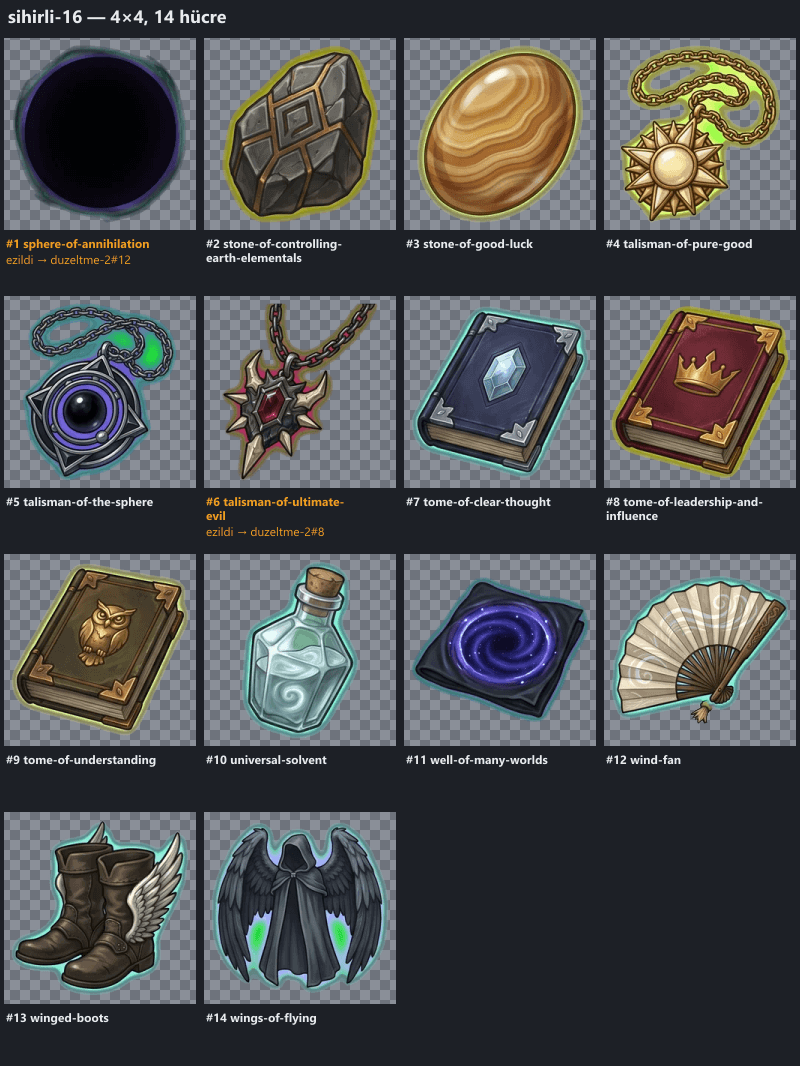 sihirli-16 — 4×4, 14 hücre
#1 sphere-of-annihilation
ezildi → duzeltme-2#12
#2 stone-of-controlling-
earth-elementals
#3 stone-of-good-luck
#4 talisman-of-pure-good
#5 talisman-of-the-sphere
#6 talisman-of-ultimate-
evil
ezildi → duzeltme-2#8
#7 tome-of-clear-thought
#8 tome-of-leadership-and-
influence
#9 tome-of-understanding
#10 universal-solvent
#11 well-of-many-worlds
#12 wind-fan
#13 winged-boots
#14 wings-of-flying